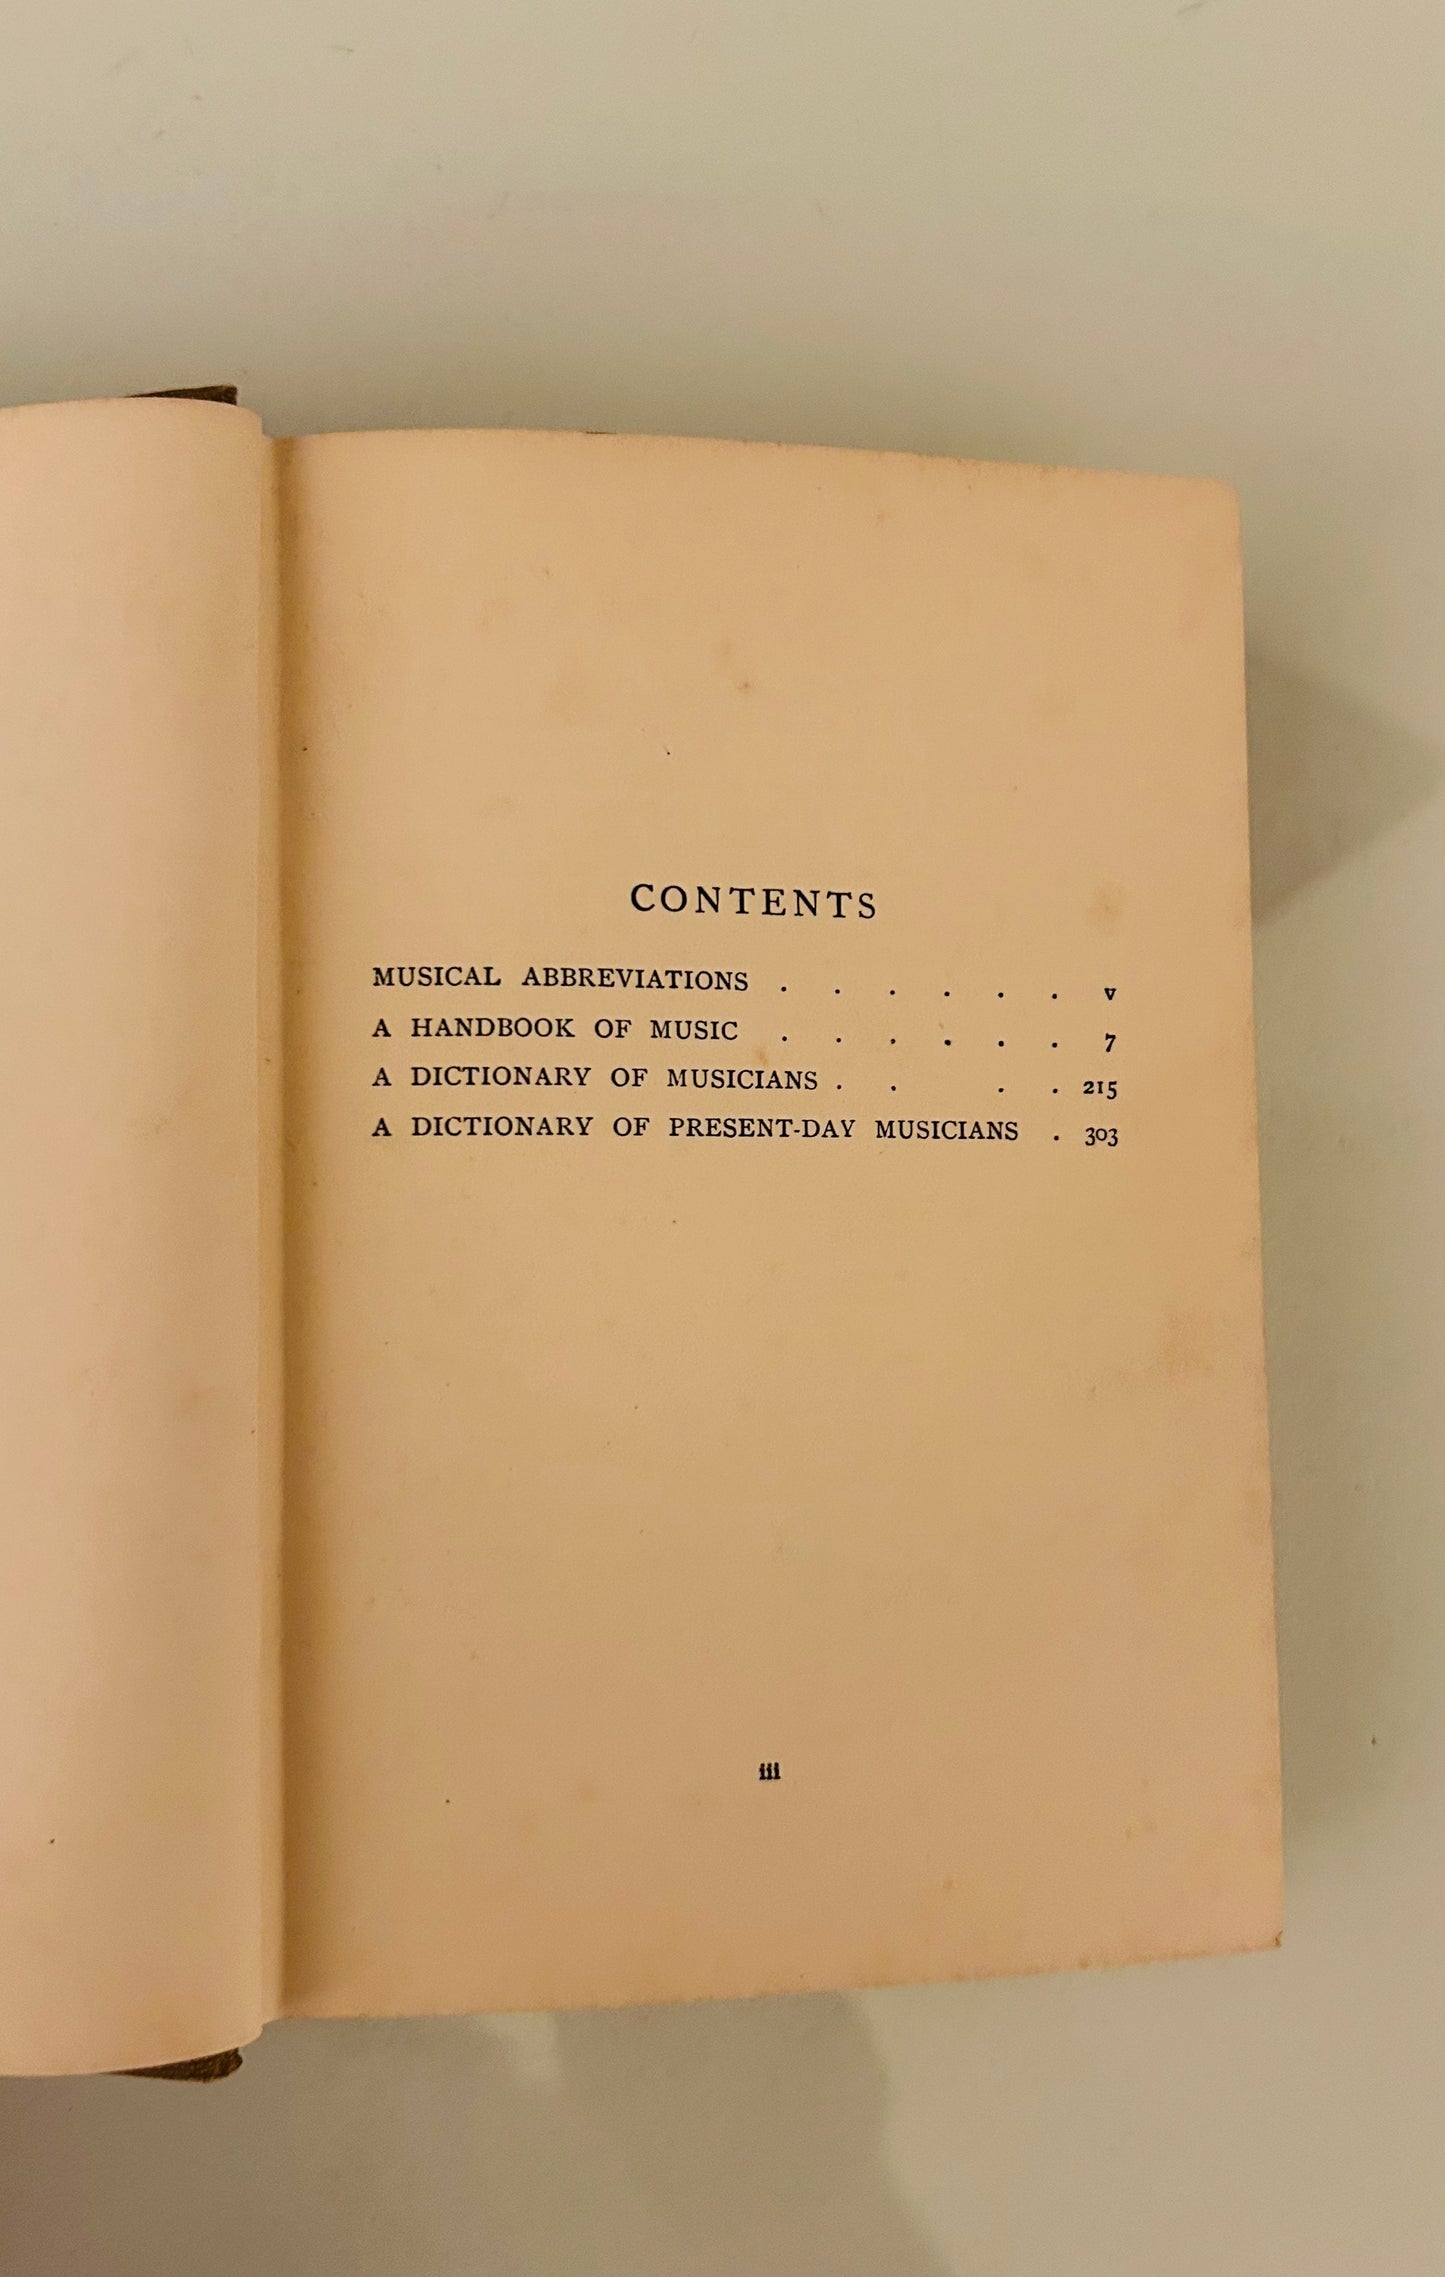 CONTENTS
MUSICAL ABBREVIATIONS . . . . . . v
A HANDBOOK OF MUSIC . . . . . . 7
A DICTIONARY OF MUSICIANS . . . . 215
A DICTIONARY OF PRESENT-DAY MUSICIANS . 303
iii